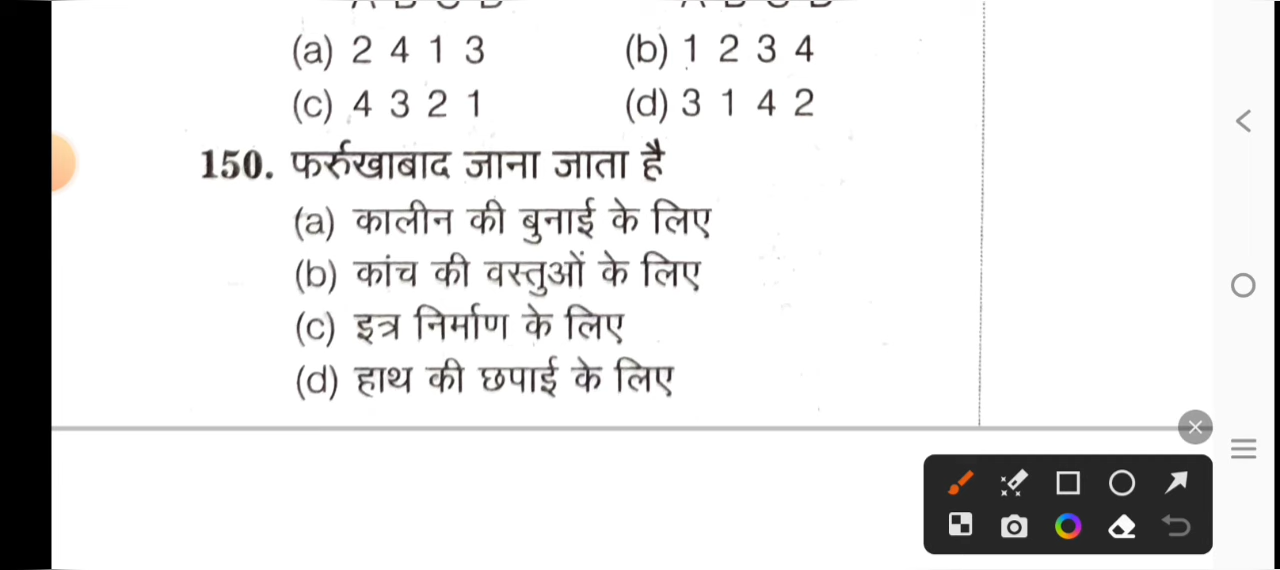 (a) 2 4 1 3 (b) 1 2 3 4
(c) 4 3 2 1 (d) 3 1 4 2
150. फर्रुखाबाद जाना जाता है
(a) कालीन की बुनाई के लिए
(b) कांच की वस्तुओं के लिए
(c) इत्र निर्माण के लिए
(d) हाथ की छपाई के लिए